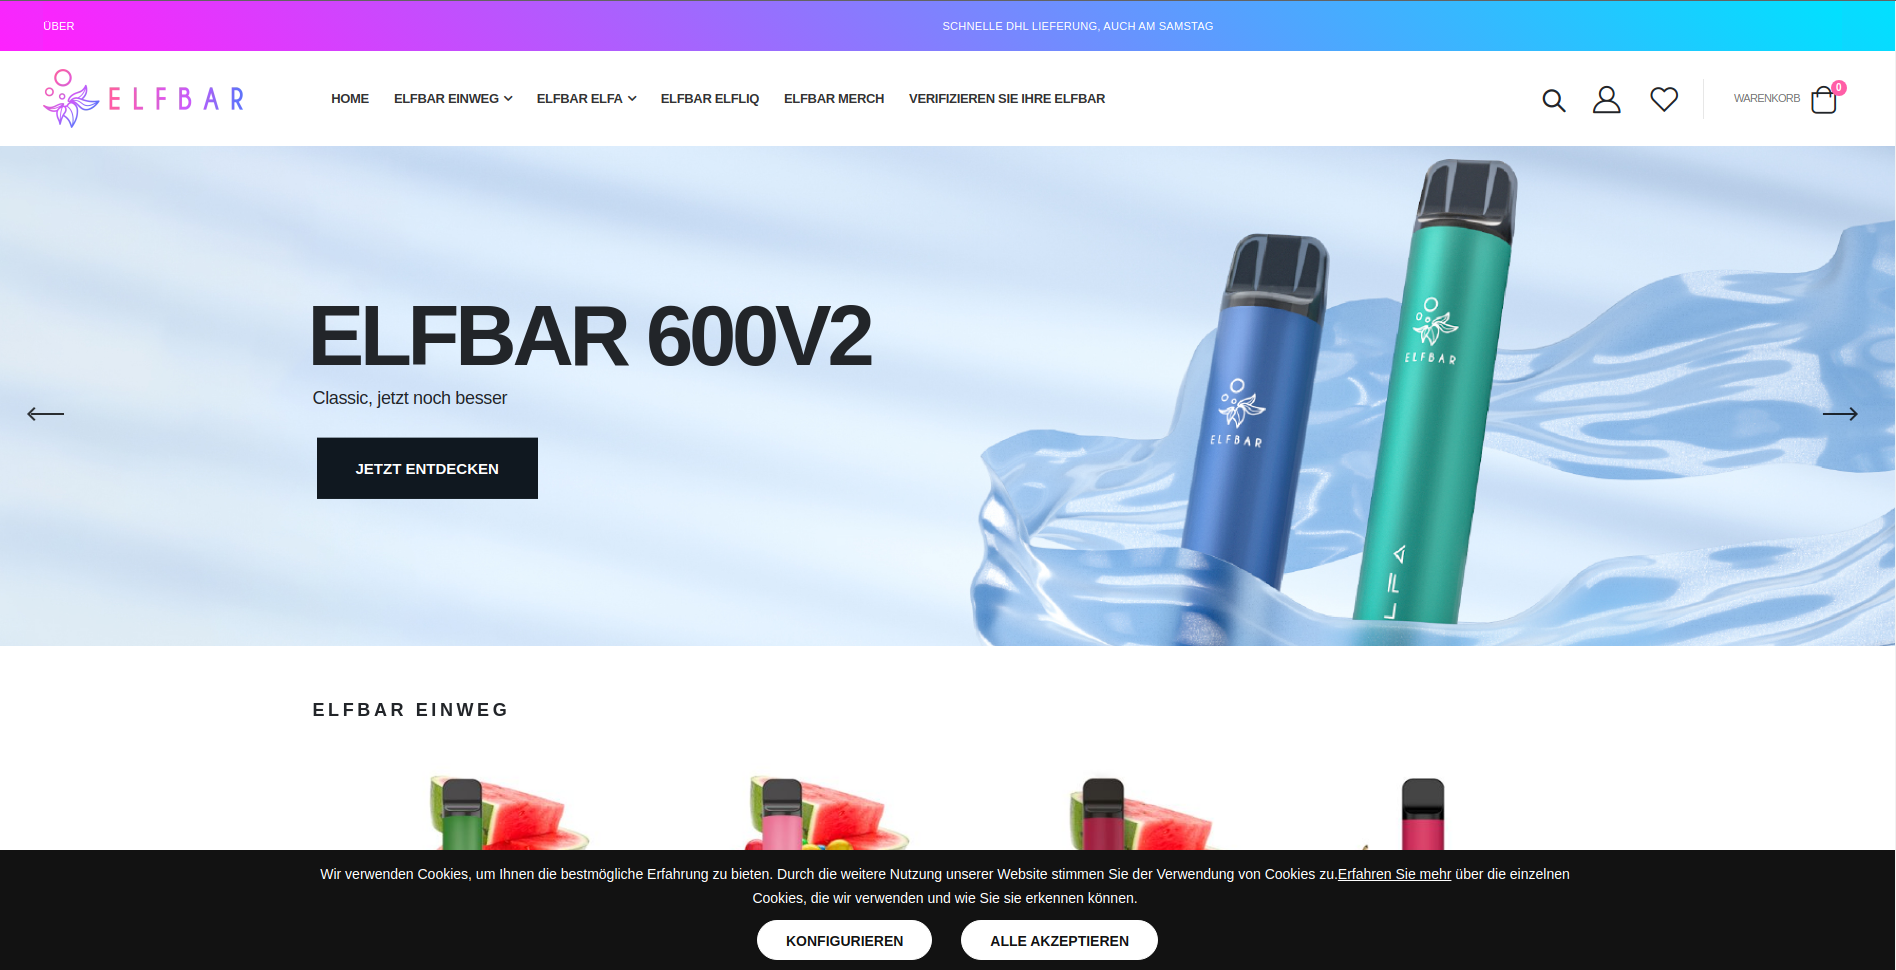 ÜBER
SCHNELLE DHL LIEFERUNG, AUCH AM SAMSTAG
ELFBAR
HOME
ELFBAR EINWEG
ELFBAR ELFA
ELFBAR ELFLIQ
ELFBAR MERCH
VERIFIZIEREN SIE IHRE ELFBAR
WARENKORB
0
ELFBAR 600V2
Classic, jetzt noch besser
JETZT ENTDECKEN
ELFBAR
ELFBAR
ELFBAR EINWEG
Wir verwenden Cookies, um Ihnen die bestmögliche Erfahrung zu bieten. Durch die weitere Nutzung unserer Website stimmen Sie der Verwendung von Cookies zu.Erfahren Sie mehr über die einzelnen
Cookies, die wir verwenden und wie Sie sie erkennen können.
KONFIGURIEREN
ALLE AKZEPTIEREN